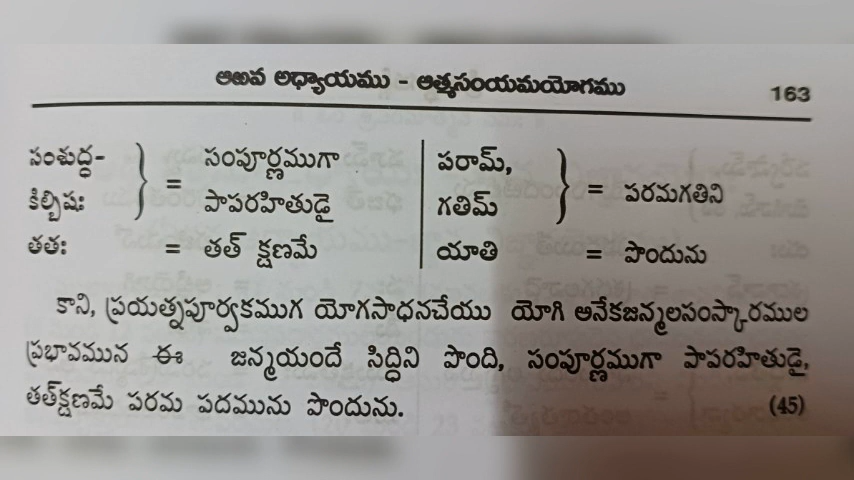 ఆఱవ అధ్యాయము - ఆత్మసంయమయోగము 163
సంశుద్ధ- } = సంపూర్ణముగా
కిల్బిషః పాపరహితుడై
తతః = తత్ క్షణమే
పరామ్, } = పరమగతిని
గతిమ్
యాతి = పొందును
కాని, ప్రయత్నపూర్వకముగ యోగసాధనచేయు యోగి అనేకజన్మలసంస్కారముల
ప్రభావమున ఈ జన్మయందే సిద్ధిని పొంది, సంపూర్ణముగా పాపరహితుడై,
తత్‌క్షణమే పరమ పదమును పొందును. (45)